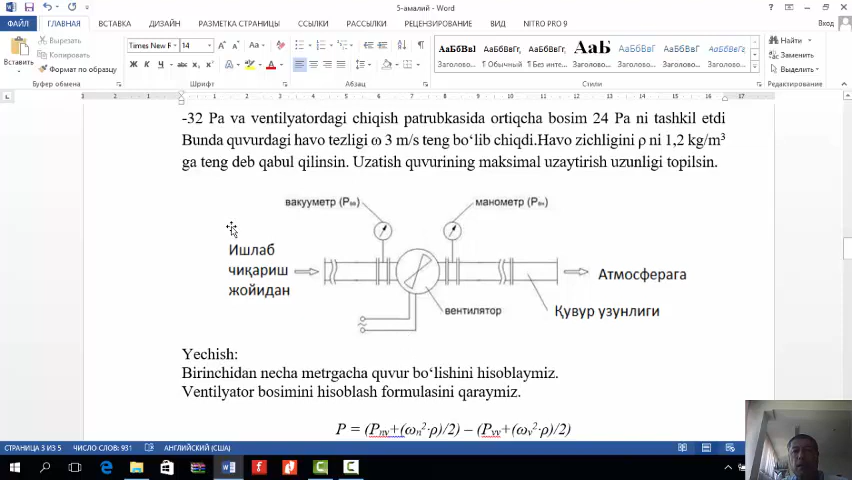 5-амалий - Word
Вход
ФАЙЛ ГЛАВНАЯ ВСТАВКА ДИЗАЙН РАЗМЕТКА СТРАНИЦЫ ССЫЛКИ РАССЫЛКИ РЕЦЕНЗИРОВАНИЕ ВИД NITRO PRO 9
Вырезать
Копировать
Формат по образцу
Вставить
Буфер обмена
Times New R 14
Шрифт
Абзац
АаБбВв АаБбВвГг, АаБбВвГг, АаБ АаБбВвГ АаБбВвГ АаБбВвГг
Заголово... ¶ Обычный ¶ Без инте... Заголово... Заголово... Заголово... Заголово...
Стили
Найти
Заменить
Выделить
Редактирование
-32 Pa va ventilyatordagi chiqish patrubkasida ortiqcha bosim 24 Pa ni tashkil etdi
Bunda quvurdagi havo tezligi ω 3 m/s teng bo‘lib chiqdi.Havo zichligini ρ ni 1,2 kg/m³
ga teng deb qabul qilinsin. Uzatish quvurining maksimal uzaytirish uzunligi topilsin.
вакууметр (Рвв)
манометр (Рвн)
Ишлаб
чиқариш
жойидан
Атмосферага
вентилятор
Қувур узунлиги
Yechish:
Birinchidan necha metrgacha quvur bo‘lishini hisoblaymiz.
Ventilyator bosimini hisoblash formulasini qaraymiz.
P = (Pnv+(ωn²·ρ)/2) – (Pvv+(ωv²·ρ)/2)
СТРАНИЦА 3 ИЗ 5 ЧИСЛО СЛОВ: 931 АНГЛИЙСКИЙ (США)